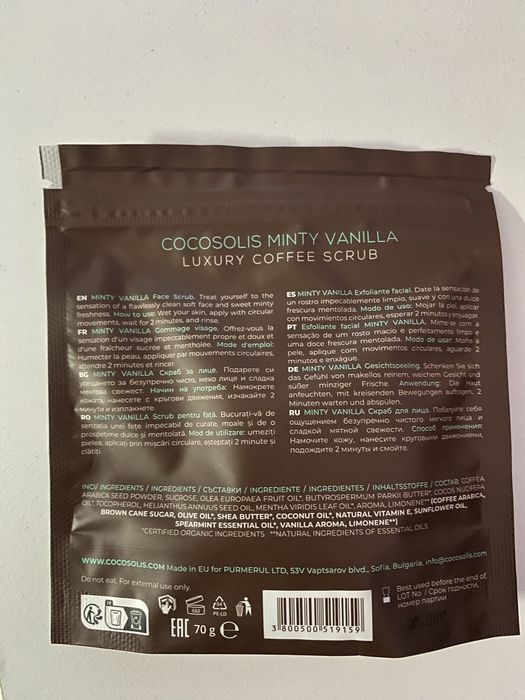 COCOSOLIS MINTY VANILLA
LUXURY COFFEE SCRUB
EN MINTY VANILLA Face Scrub. Treat yourself to the
sensation of a flawlessly clean soft face and sweet minty
freshness. How to use: Wet your skin, apply with circular
movements, wait for 2 minutes, and rinse.
FR MINTY VANILLA Gommage visage. Offrez-vous la
sensation d'un visage impeccablement propre et doux et
d'une fraîcheur sucrée et mentholée. Mode d'emploi:
Humecter la peau, appliquer par mouvements circulaires,
attendre 2 minutes et rincer.
BG MINTY VANILLA Скраб за лице. Подарете си
усещането за безупречно чисто, меко лице и сладка
ментова свежест. Начин на употреба: Намокрете
кожата, нанесете с кръгови движения, изчакайте 2
минути и изплакнете.
RO MINTY VANILLA Scrub pentru față. Bucurați-vă de
senzația unei fețe impecabil de curate, moale și de o
prospețime dulce și mentolată. Mod de utilizare: umeziți
pielea, aplicați prin mișcări circulare, așteptați 2 minute și
clătiți.
ES MINTY VANILLA Exfoliante facial. Date la sensación de
un rostro impecablemente limpio, suave y con una dulce
frescura mentolada. Modo de uso: Mojar la piel, aplicar
con movimientos circulares, esperar 2 minutos y enjuagar.
PT Esfoliante facial MINTY VANILLA. Mime-se com a
sensação de um rosto macio e perfeitamente limpo e
uma doce frescura mentolada. Modo de usar: Molhe a
pele, aplique com movimentos circulares, aguarde 2
minutos e enxágue.
DE MINTY VANILLA Gesichtspeeling. Schenken Sie sich
das Gefühl von makellos reinem, weichem Gesicht und
süßer minziger Frische. Anwendung: Die Haut
anfeuchten, mit kreisenden Bewegungen auftragen, 2
Minuten warten und abspülen.
RU MINTY VANILLA Скраб для лица. Побалуйте себя
ощущением безупречно чистого мягкого лица и
сладкой мятной свежести. Способ применения:
Намочите кожу, нанесите круговыми движениями,
подождите 2 минуты и смойте.
INCI/ INGREDIENTS / INGRÉDIENTS / СЪСТАВКИ / INGREDIENTE / INGREDIENTES / INHALTSSTOFFE / СОСТАВ: COFFEA
ARABICA SEED POWDER, SUCROSE, OLEA EUROPAEA FRUIT OIL*, BUTYROSPERMUM PARKII BUTTER*, COCOS NUCIFERA
OIL*, TOCOPHEROL, HELIANTHUS ANNUUS SEED OIL, MENTHA VIRIDIS LEAF OIL*, AROMA, LIMONENE** (COFFEE ARABICA,
BROWN CANE SUGAR, OLIVE OIL*, SHEA BUTTER*, COCONUT OIL*, NATURAL VITAMIN E, SUNFLOWER OIL,
SPEARMINT ESSENTIAL OIL*, VANILLA AROMA, LIMONENE**)
*CERTIFIED ORGANIC INGREDIENTS **NATURAL INGREDIENTS OF ESSENTIAL OILS
WWW.COCOSOLIS.COM Made in EU for PURMERUL LTD, 53V Vaptsarov blvd., Sofia, Bulgaria, info@cocosolis.com
Do not eat. For external use only.
Best used before the end of,
LOT No / Срок годности,
номер партии
6M
04
PE-LD
EAC 70 g ℮
3 800500 519159